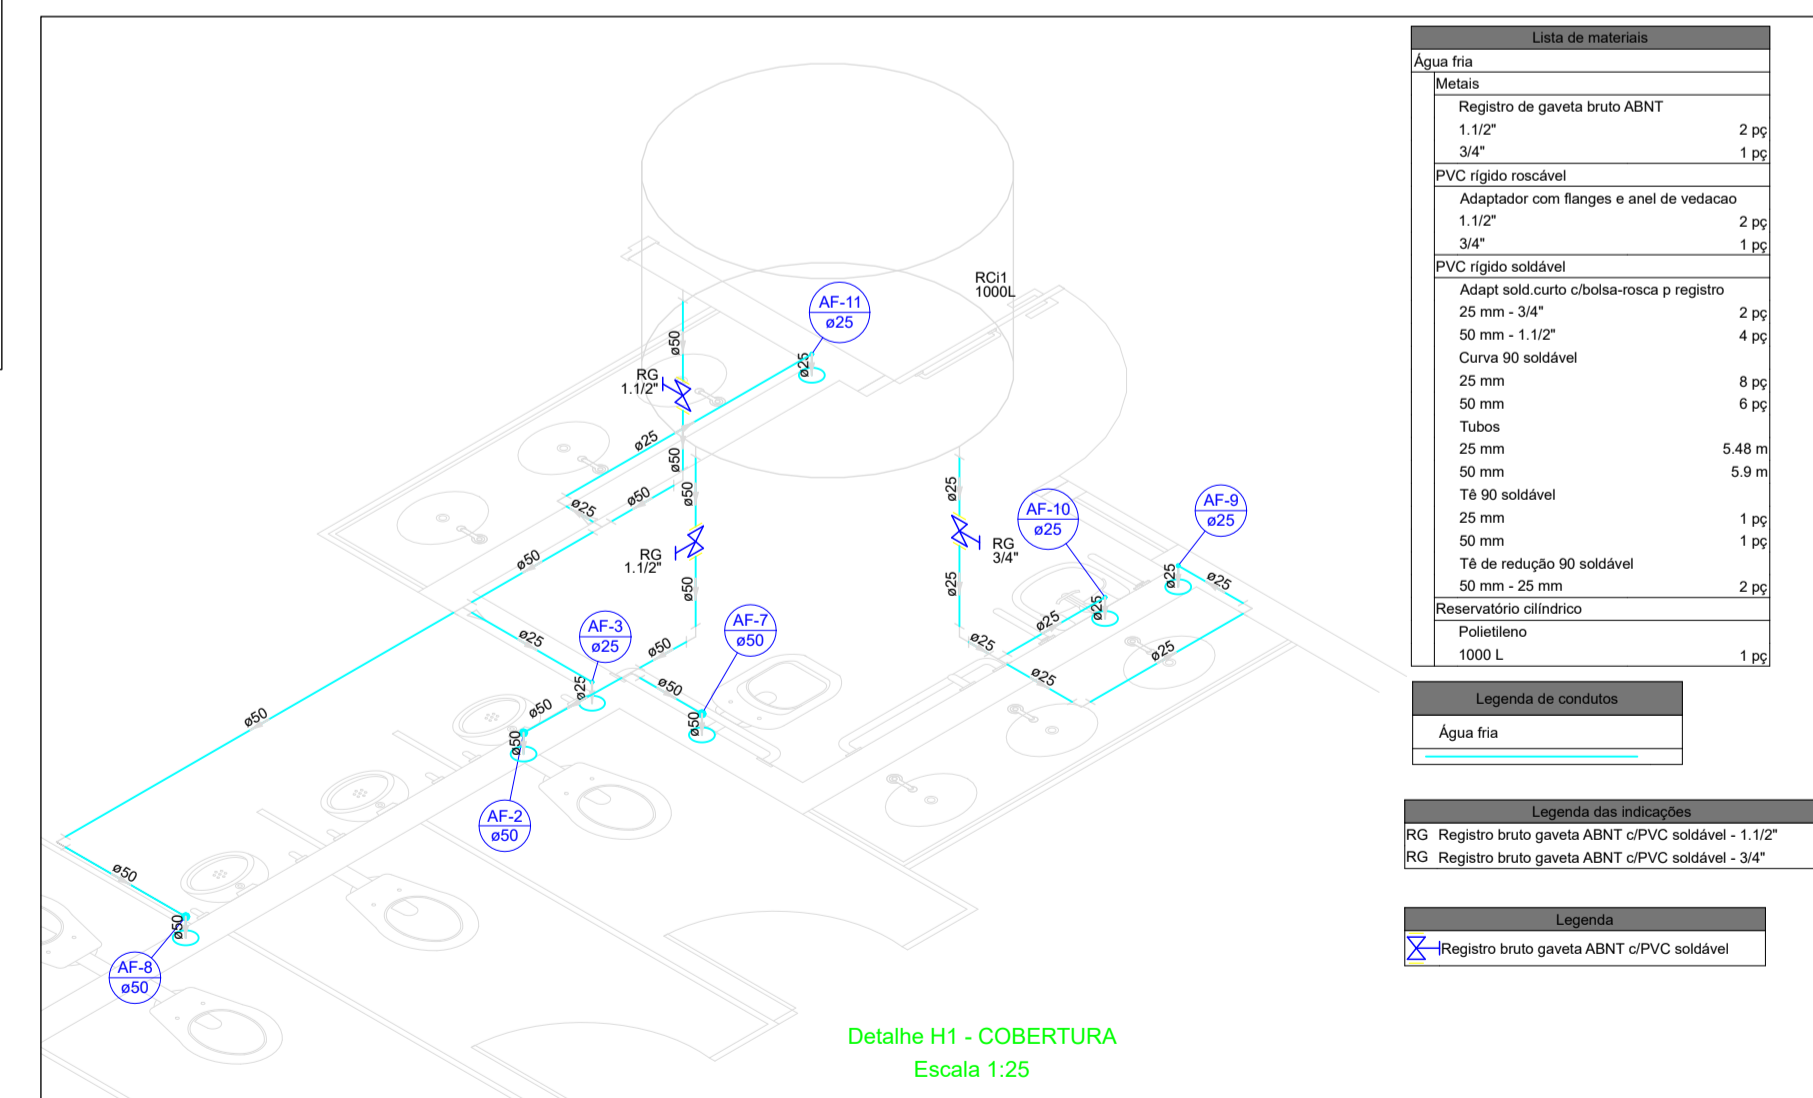 RCi1
1000L
AF-11
ø25
ø50
ø25
RG
1.1/2"
ø25
ø50
ø50
ø25
ø50
ø50
ø25
AF-10
ø25
AF-9
ø25
RG
1.1/2"
RG
3/4"
ø50
ø50
ø25
ø25
ø25
ø25
ø25
AF-3
ø25
AF-7
ø50
ø25
ø50
ø25
ø25
ø25
ø25
ø50
ø50
ø50
ø50
ø50
AF-2
ø50
ø50
ø50
AF-8
ø50
Detalhe H1 - COBERTURA
Escala 1:25
Lista de materiais
Água fria
Metais
Registro de gaveta bruto ABNT
1.1/2" 2 pç
3/4" 1 pç
PVC rígido roscável
Adaptador com flanges e anel de vedacao
1.1/2" 2 pç
3/4" 1 pç
PVC rígido soldável
Adapt sold.curto c/bolsa-rosca p registro
25 mm - 3/4" 2 pç
50 mm - 1.1/2" 4 pç
Curva 90 soldável
25 mm 8 pç
50 mm 6 pç
Tubos
25 mm 5.48 m
50 mm 5.9 m
Tê 90 soldável
25 mm 1 pç
50 mm 1 pç
Tê de redução 90 soldável
50 mm - 25 mm 2 pç
Reservatório cilíndrico
Polietileno
1000 L 1 pç
Legenda de condutos
Água fria
Legenda das indicações
RG Registro bruto gaveta ABNT c/PVC soldável - 1.1/2"
RG Registro bruto gaveta ABNT c/PVC soldável - 3/4"
Legenda
Registro bruto gaveta ABNT c/PVC soldável